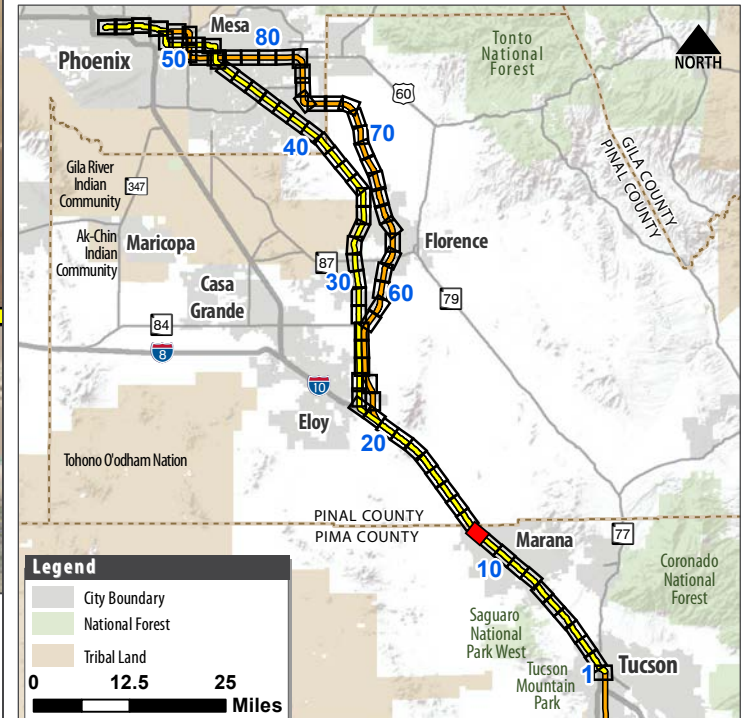 Mesa
80
Phoenix
50
Tonto
National
Forest
NORTH
60
70
40
GILA COUNTY
PINAL COUNTY
Gila River
Indian
Community
347
Ak-Chin
Indian
Community
Maricopa
87
Florence
Casa
Grande
30
60
79
84
8
10
Eloy
20
Tohono O'odham Nation
PINAL COUNTY
PIMA COUNTY
Marana
77
10
Coronado
National
Forest
Saguaro
National
Park West
Tucson
Mountain
Park
1
Tucson
Legend
City Boundary
National Forest
Tribal Land
0 12.5 25
Miles